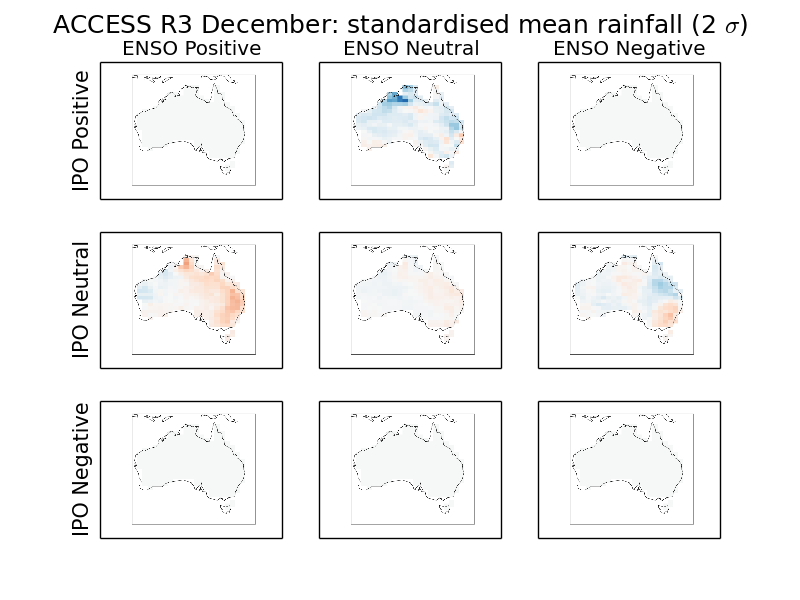 ACCESS R3 December: standardised mean rainfall (2 σ)
ENSO Positive ENSO Neutral ENSO Negative
IPO Positive
IPO Neutral
IPO Negative